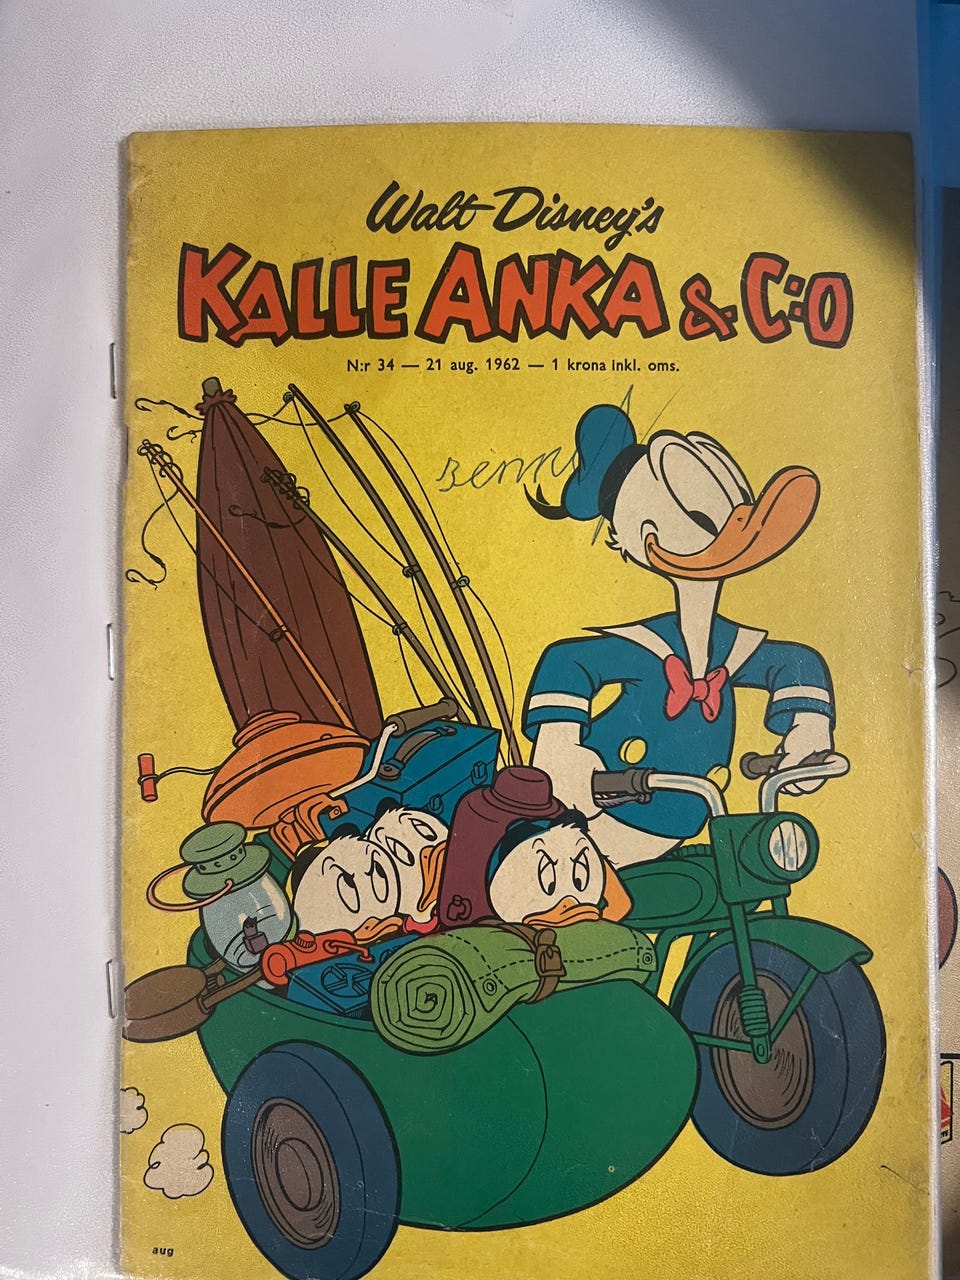 Walt Disney's
KALLE ANKA & C:O
N:r 34 — 21 aug. 1962 — 1 krona inkl. oms.
aug